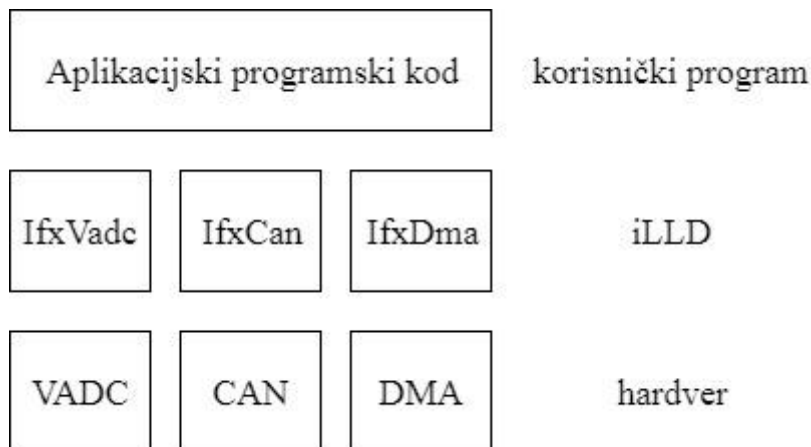 Aplikacijski programski kod korisnički program
IfxVadc IfxCan IfxDma iLLD
VADC CAN DMA hardver